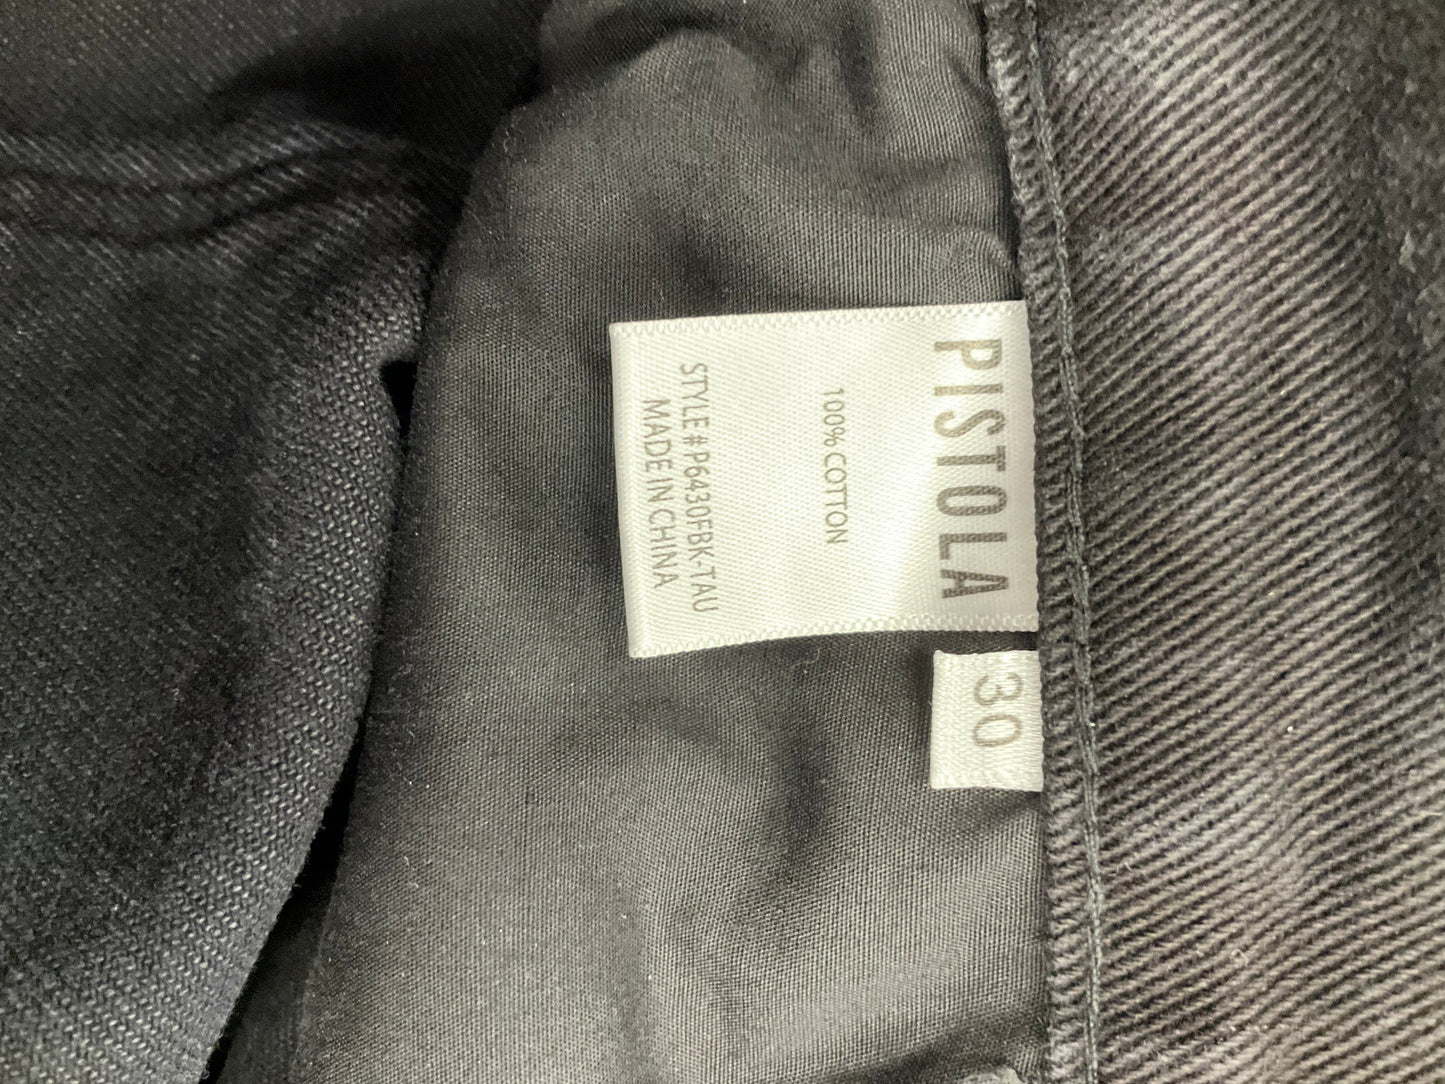 PISTOLA
100% COTTON
STYLE# P6430FBK-TAU
MADE IN CHINA
30